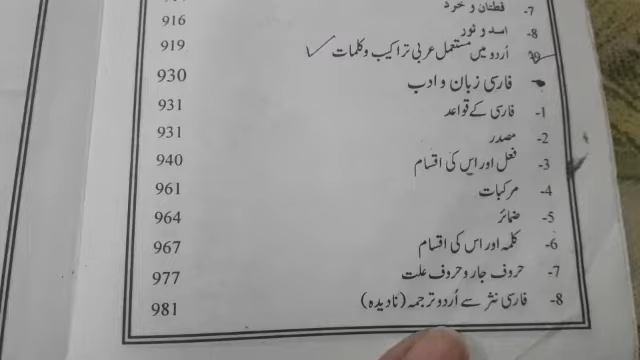 7- قطتان و خرد
8- اسد و ثور 916
9- اُردو میں مستعمل عربی تراکیب و کلمات 919
فارسی زبان و ادب 930
1- فارسی کے قواعد 931
2- مصدر 931
3- فعل اور اس کی اقسام 940
4- مرکبات 961
5- ضمائر 964
6- کلمہ اور اس کی اقسام 967
7- حروف جار و حروف علت 977
8- فارسی نثر سے اُردو ترجمہ (نادیدہ) 981